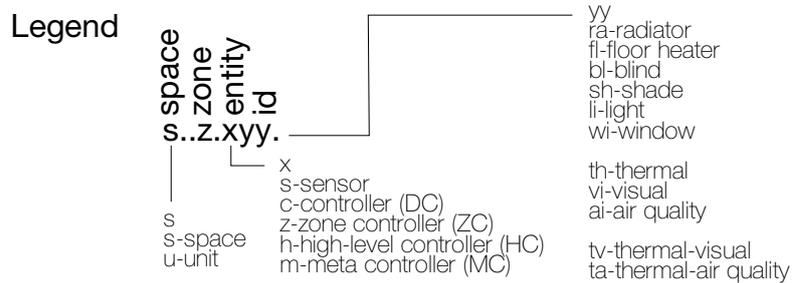 Legend
space
zone
entity
id
s..z.xyy.
s
s-space
u-unit
x
s-sensor
c-controller (DC)
z-zone controller (ZC)
h-high-level controller (HC)
m-meta controller (MC)
yy
ra-radiator
fl-floor heater
bl-blind
sh-shade
li-light
wi-window
th-thermal
vi-visual
ai-air quality
tv-thermal-visual
ta-thermal-air quality